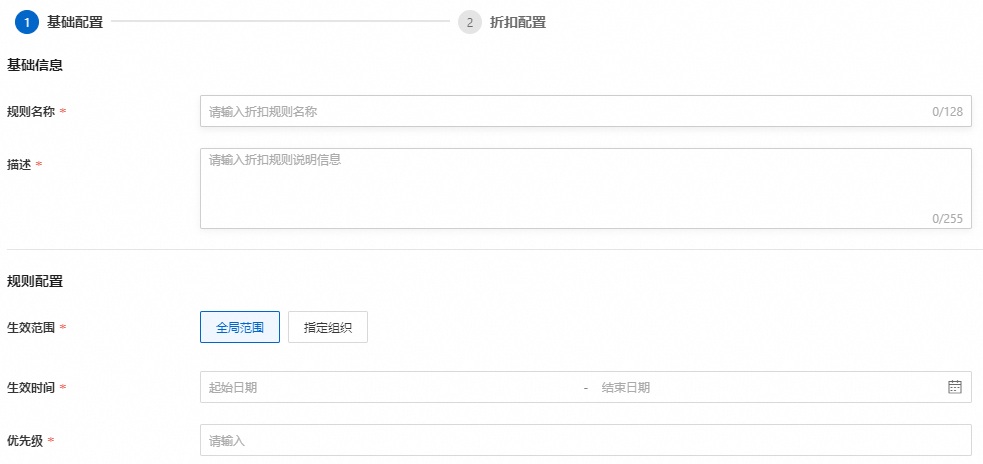 1 基础配置 2 折扣配置
基础信息
规则名称 * 请输入折扣规则名称 0/128
描述 * 请输入折扣规则说明信息
0/255
规则配置
生效范围 * 全局范围 指定组织
生效时间 * 起始日期 - 结束日期
优先级 * 请输入